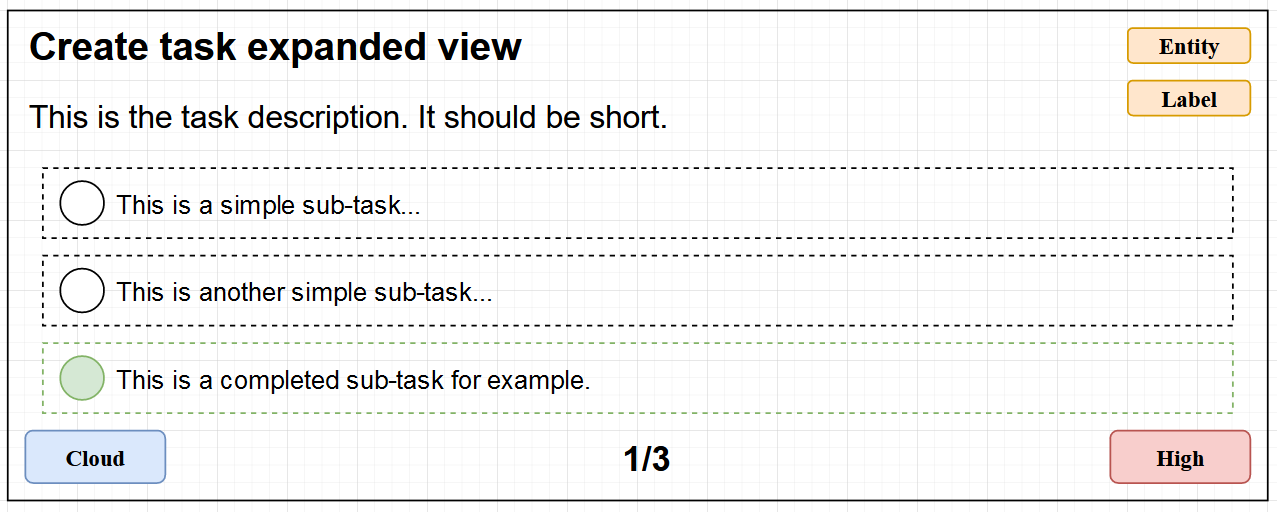 Create task expanded view
Entity
Label
This is the task description. It should be short.
This is a simple sub-task...
This is another simple sub-task...
This is a completed sub-task for example.
Cloud
1/3
High